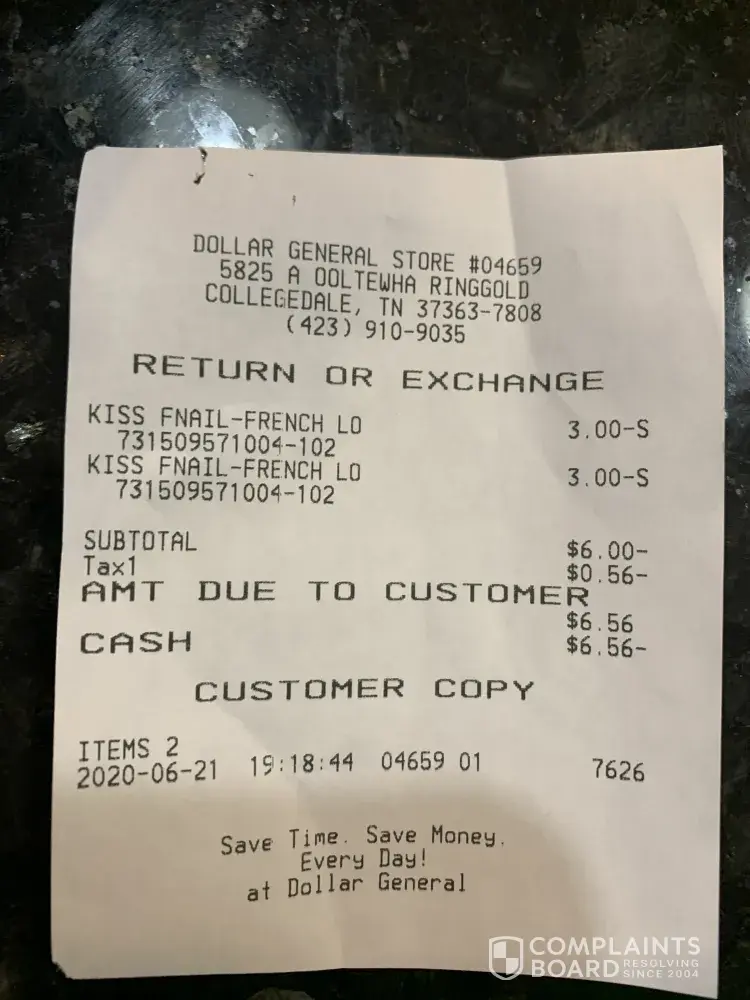 DOLLAR GENERAL STORE #04659
5825 A OOLTEWHA RINGGOLD
COLLEGEDALE, TN 37363-7808
(423) 910-9035
RETURN OR EXCHANGE
KISS FNAIL-FRENCH LO 3.00-S
731509571004-102
KISS FNAIL-FRENCH LO 3.00-S
731509571004-102
SUBTOTAL $6.00-
Tax1 $0.56-
AMT DUE TO CUSTOMER
$6.56
CASH $6.56-
CUSTOMER COPY
ITEMS 2
2020-06-21 19:18:44 04659 01 7626
Save Time. Save Money.
Every Day!
at Dollar General
COMPLAINTS
BOARD RESOLVING SINCE 2004